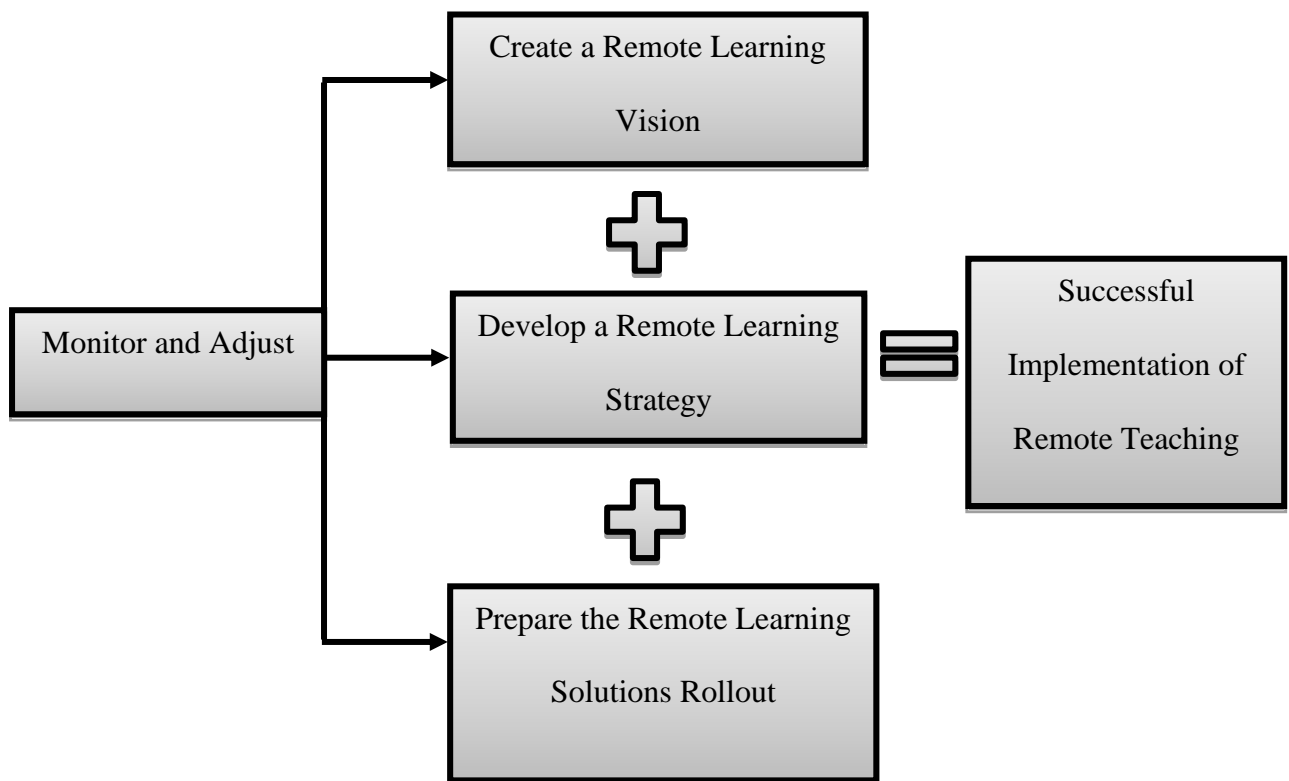 Create a Remote Learning
Vision
Monitor and Adjust
Develop a Remote Learning
Strategy
Prepare the Remote Learning
Solutions Rollout
Successful
Implementation of
Remote Teaching